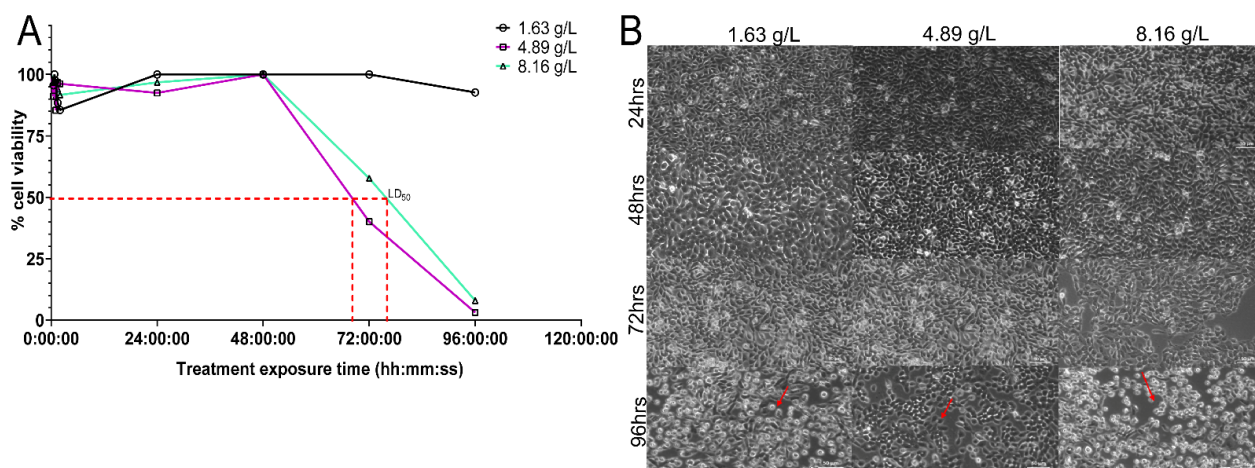 A
1.63 g/L
4.89 g/L
8.16 g/L
% cell viability
100
75
50
25
0
LD50
0:00:00 24:00:00 48:00:00 72:00:00 96:00:00 120:00:00
Treatment exposure time (hh:mm:ss)
B
1.63 g/L 4.89 g/L 8.16 g/L
24hrs
48hrs
72hrs
96hrs